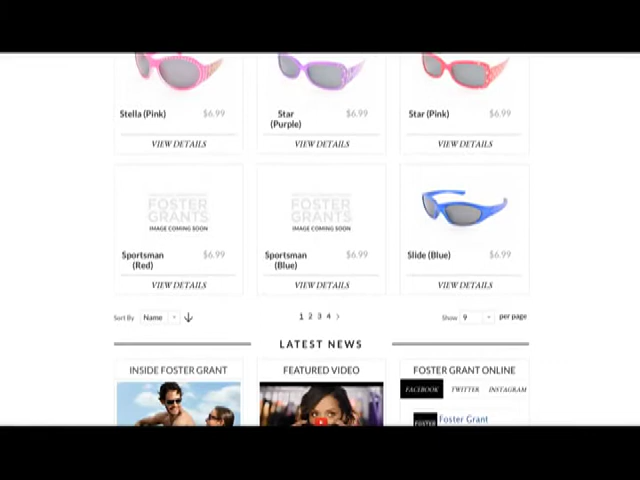 Stella (Pink) $6.99 Star (Purple) $6.99 Star (Pink) $6.99
VIEW DETAILS VIEW DETAILS VIEW DETAILS
FOSTER GRANTS FOSTER GRANTS
IMAGE COMING SOON IMAGE COMING SOON
Sportsman (Red) $6.99 Sportsman (Blue) $6.99 Slide (Blue) $6.99
VIEW DETAILS VIEW DETAILS VIEW DETAILS
Sort By Name 1 2 3 4 > Show 9 per page
LATEST NEWS
INSIDE FOSTER GRANT FEATURED VIDEO FOSTER GRANT ONLINE
FACEBOOK TWITTER INSTAGRAM
FOSTER Foster Grant